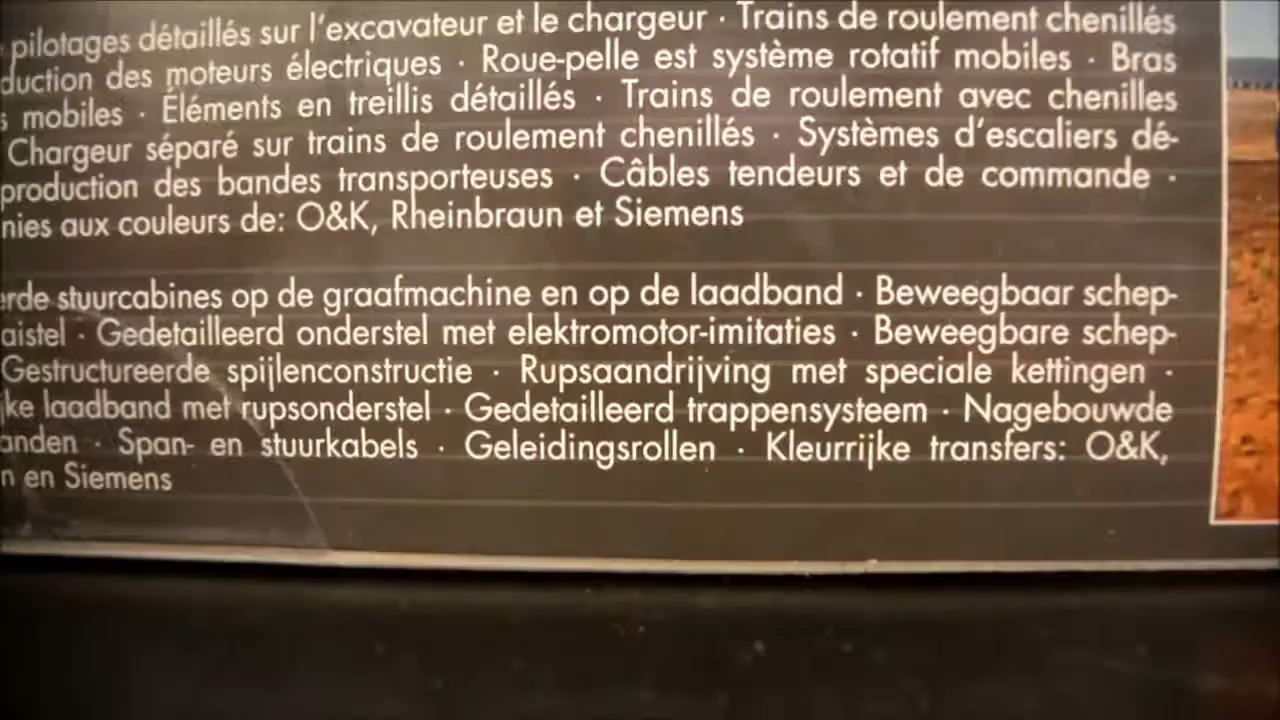 pilotages détaillés sur l'excavateur et le chargeur · Trains de roulement chenillés
duction des moteurs électriques · Roue-pelle est système rotatif mobiles · Bras
s mobiles · Éléments en treillis détaillés · Trains de roulement avec chenilles
Chargeur séparé sur trains de roulement chenillés · Systèmes d'escaliers dé-
production des bandes transporteuses · Câbles tendeurs et de commande ·
nies aux couleurs de: O&K, Rheinbraun et Siemens
erde stuurcabines op de graafmachine en op de laadband · Beweegbaar schep-
aistel · Gedetailleerd onderstel met elektromotor-imitaties · Beweegbare schep-
Gestructureerde spijlenconstructie · Rupsaandrijving met speciale kettingen ·
jke laadband met rupsonderstel · Gedetailleerd trappensysteem · Nagebouwde
anden · Span- en stuurkabels · Geleidingsrollen · Kleurrijke transfers: O&K,
n en Siemens